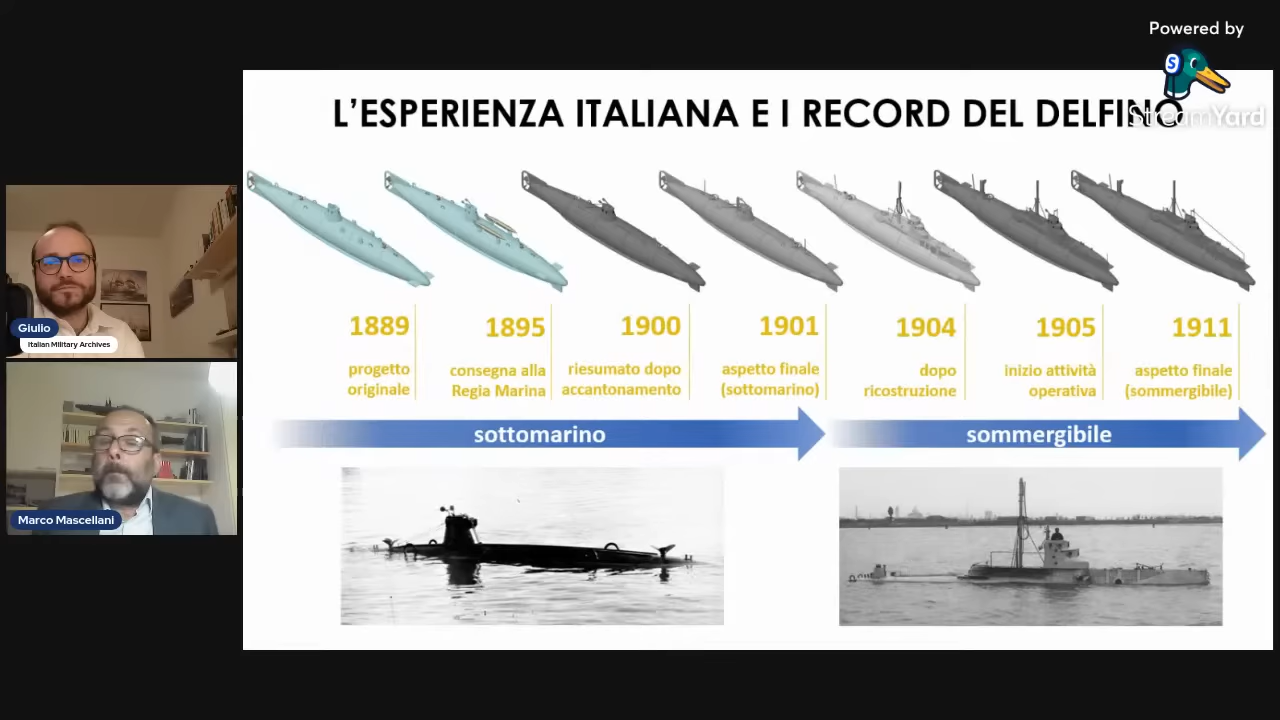 Powered by
StreamYard
L'ESPERIENZA ITALIANA E I RECORD DEL DELFINO
1889
progetto
originale
1895
consegna alla
Regia Marina
1900
riesumato dopo
accantonamento
1901
aspetto finale
(sottomarino)
1904
dopo
ricostruzione
1905
inizio attività
operativa
1911
aspetto finale
(sommergibile)
sottomarino
sommergibile
Giulio
Italian Military Archives
Marco Mascellani